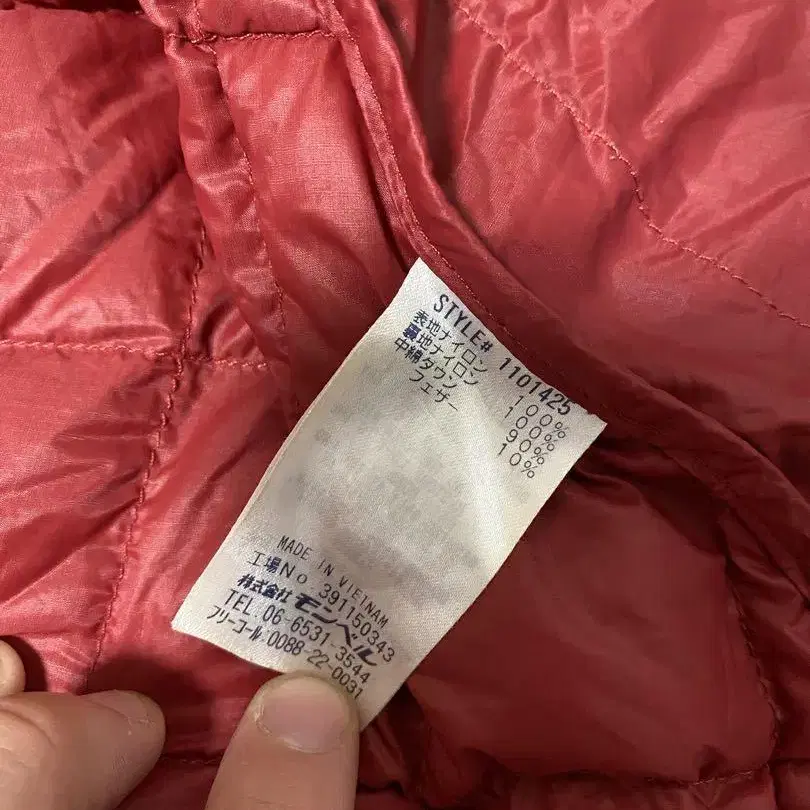 STYLE# 1101425
表地ナイロン 100%
裏地ナイロン 100%
中綿ダウン 90%
フェザー 10%
MADE IN VIETNAM
工場No 391150343
株式会社モンベル
TEL.06-6531-3544
フリーコール:0088-22-0031